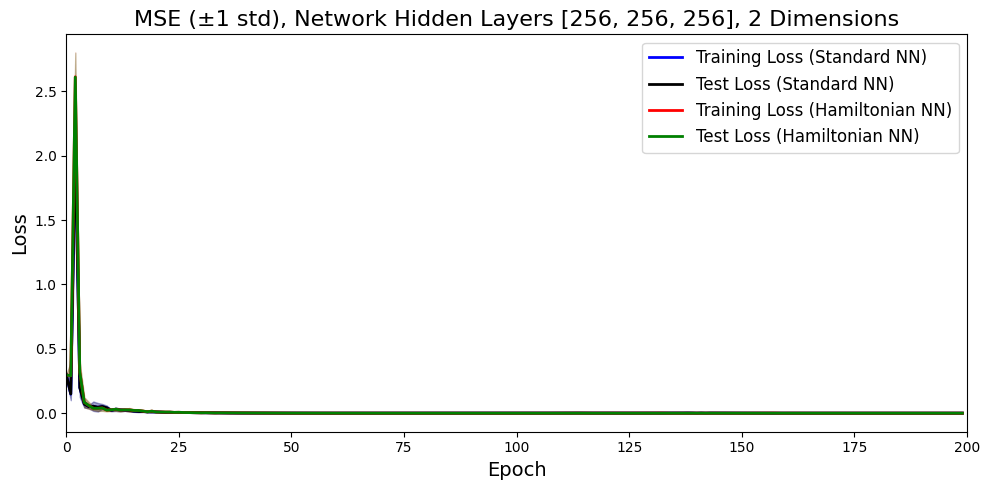 MSE (±1 std), Network Hidden Layers [256, 256, 256], 2 Dimensions
Training Loss (Standard NN)
Test Loss (Standard NN)
Training Loss (Hamiltonian NN)
Test Loss (Hamiltonian NN)
Loss
2.5
2.0
1.5
1.0
0.5
0.0
0 25 50 75 100 125 150 175 200
Epoch